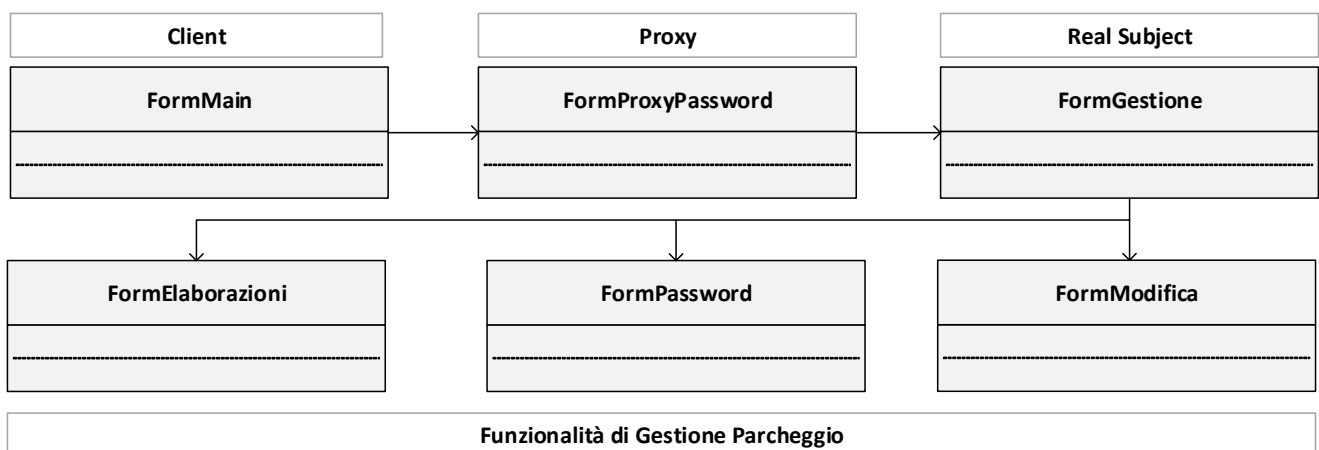 Client
Proxy
Real Subject
FormMain
FormProxyPassword
FormGestione
FormElaborazioni
FormPassword
FormModifica
Funzionalità di Gestione Parcheggio